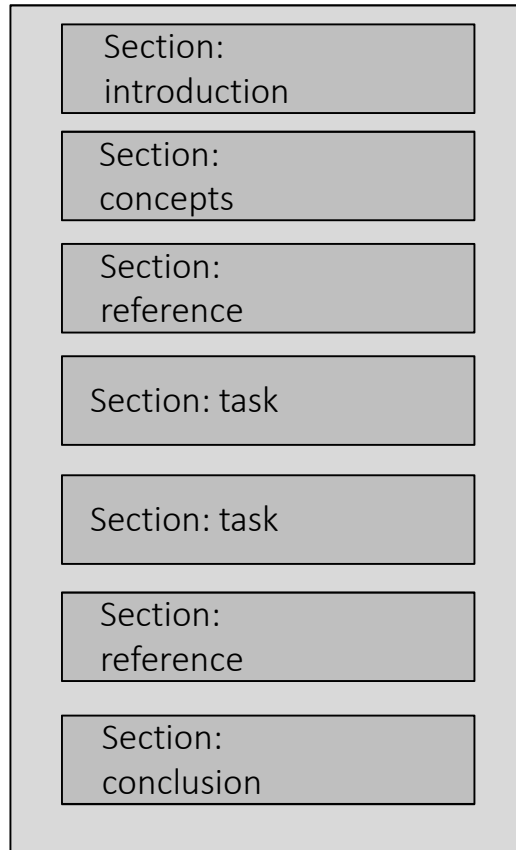 Section:
introduction
Section:
concepts
Section:
reference
Section: task
Section: task
Section:
reference
Section:
conclusion